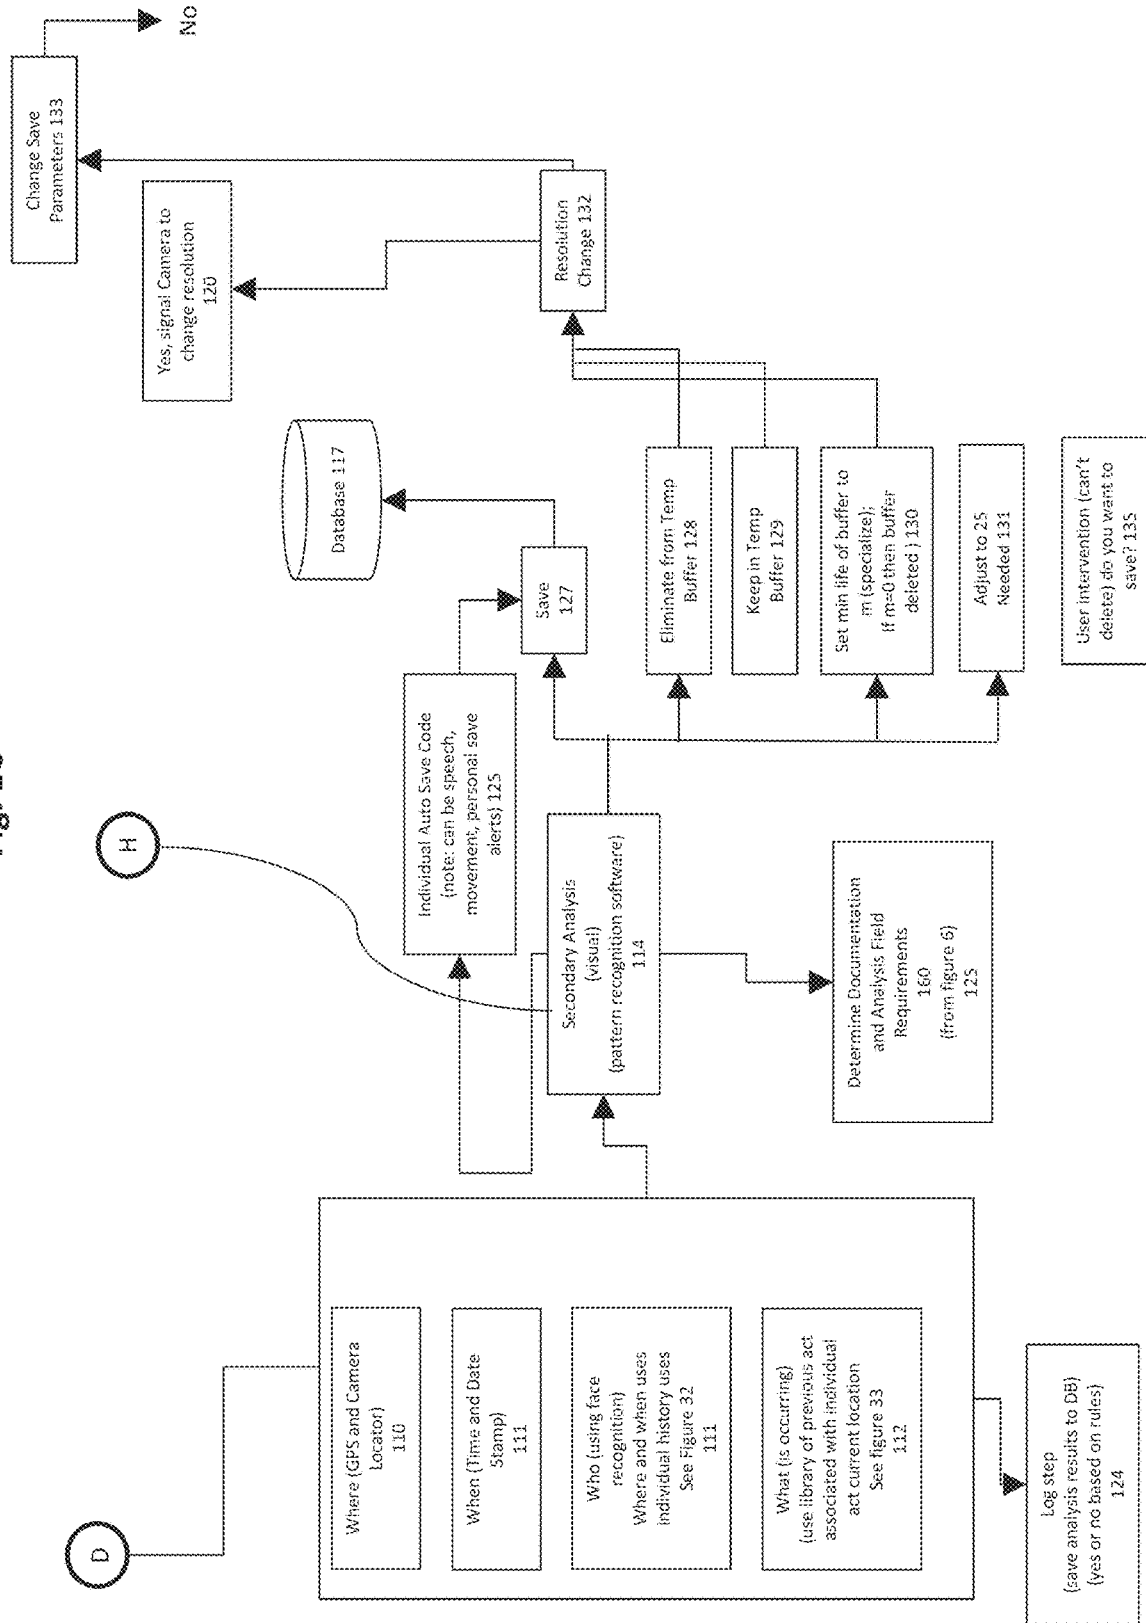 D
Where (GPS and Camera
Locator)
110
When (Time and Date
Stamp)
111
Who (using face
recognition)
Where and when uses
individual history uses
See Figure 32
111
What (is occurring)
(use library of previous act
associated with individual
act current location
See figure 33
112
Log step
(save analysis results to DB)
(yes or no based on rules)
124
H
Individual Auto Save Code
(note: can be speech,
movement, personal save
alerts) 125
Secondary Analysis
(visual)
(pattern recognition software)
114
Determine Documentation
and Analysis Field
Requirements
160
(from figure 6)
125
Database 117
Save
127
Eliminate from Temp
Buffer 128
Keep in Temp
Buffer 129
Set min life of buffer to
m (specialize);
If m=0 then buffer
deleted ) 130
Adjust to 25
Needed 131
User intervention (can't
delete) do you want to
save? 135
Yes, signal Camera to
change resolution
120
Resolution
Change 132
Change Save
Parameters 133
No